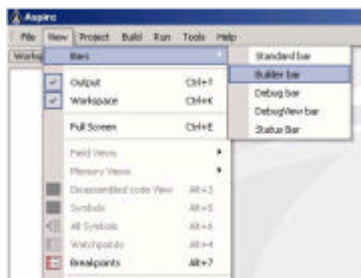 Aspire
File View Project Build Run Tools Help
Bars
Standard bar
Builder bar
Debug bar
DebugView bar
Status Bar
Output Ctrl+T
Workspace Ctrl+K
Full Screen Ctrl+E
Field Views
Memory Views
Disassembled code View Alt+3
Symbols Alt+5
All Symbols Alt+6
Watchpoints Alt+4
Breakpoints Alt+7